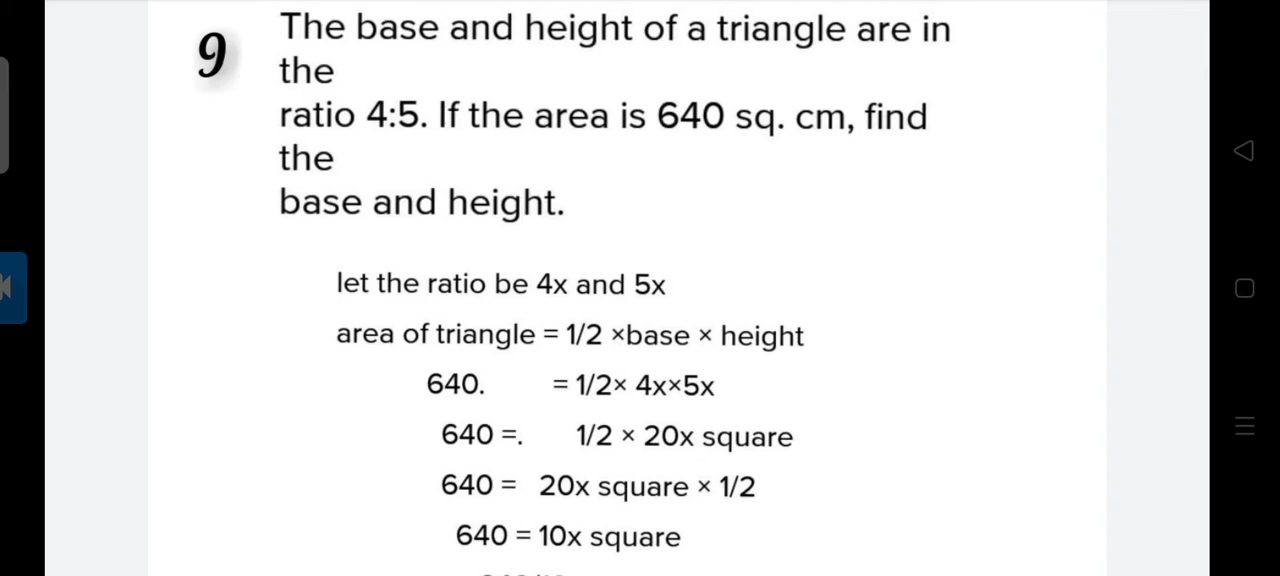 9
The base and height of a triangle are in
the
ratio 4:5. If the area is 640 sq. cm, find
the
base and height.
let the ratio be 4x and 5x
area of triangle = 1/2 ×base × height
640. = 1/2× 4x×5x
640 =. 1/2 × 20x square
640 = 20x square × 1/2
640 = 10x square